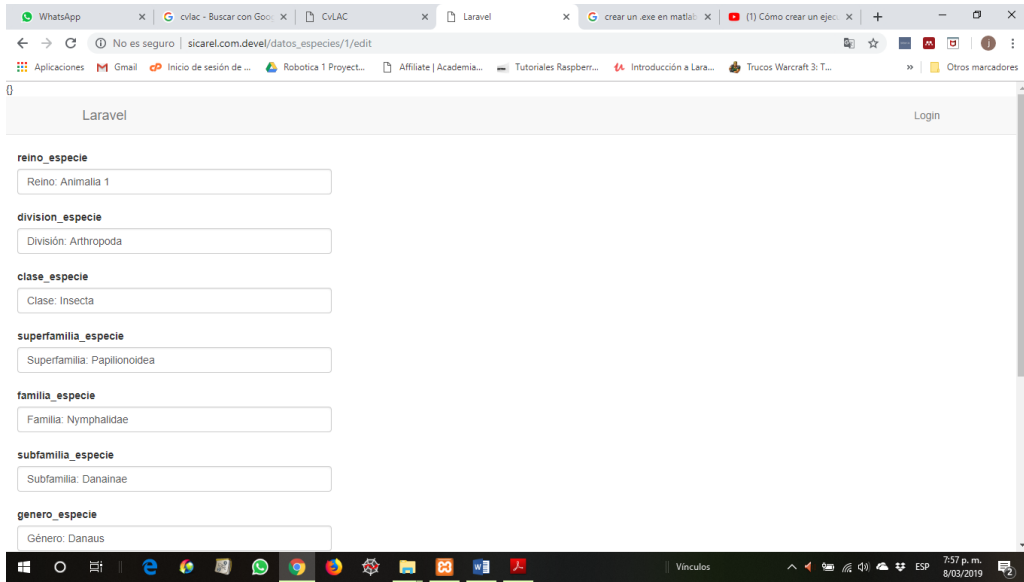 WhatsApp
cvlac - Buscar con Goo
CvLAC
Laravel
crear un .exe en matlab
(1) Cómo crear un ejec
No es seguro | sicarel.com.devel/datos_especies/1/edit
Aplicaciones
Gmail
Inicio de sesión de ...
Robotica 1 Proyect...
Affiliate | Academia...
Tutoriales Raspberr...
Introducción a Lara...
Trucos Warcraft 3: T...
»
Otros marcadores
{}
Laravel
Login
reino_especie
Reino: Animalia 1
division_especie
División: Arthropoda
clase_especie
Clase: Insecta
superfamilia_especie
Superfamilia: Papilionoidea
familia_especie
Familia: Nymphalidae
subfamilia_especie
Subfamilia: Danainae
genero_especie
Género: Danaus
Vínculos
ESP
7:57 p. m.
8/03/2019
2